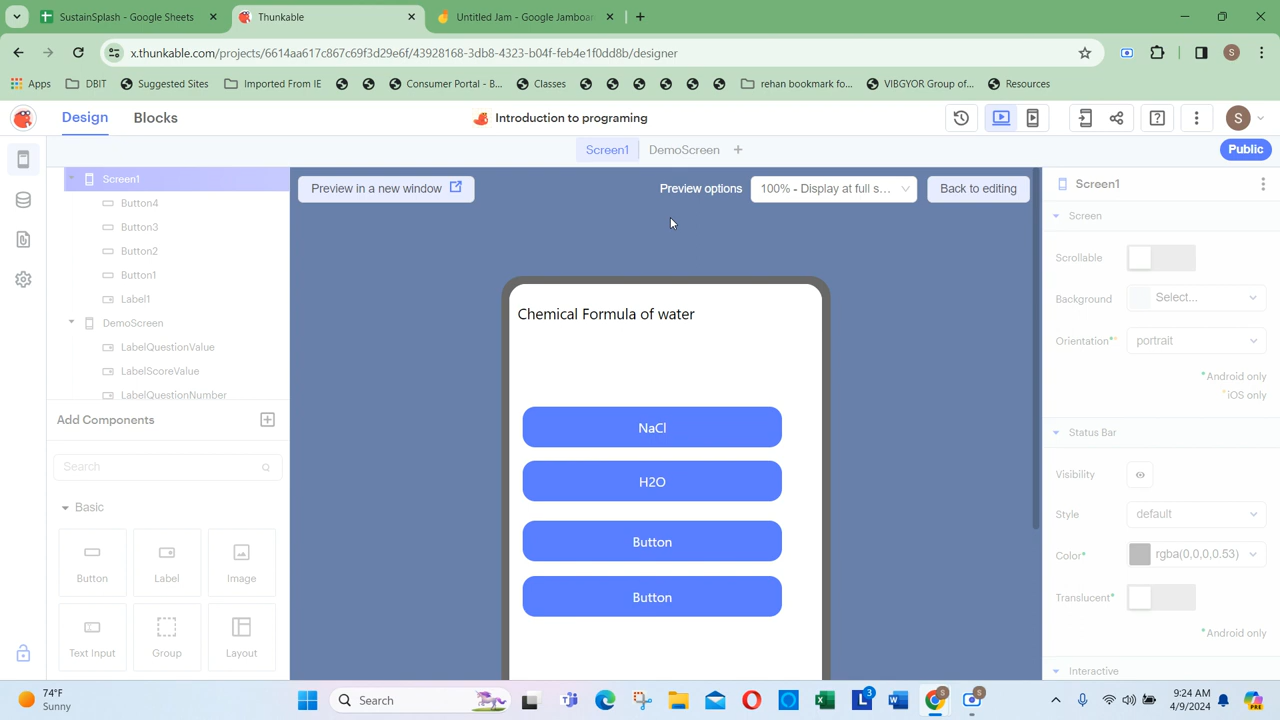 SustainSplash - Google Sheets
Thunkable
Untitled Jam - Google Jamboard
x.thunkable.com/projects/6614aa617c867c69f3d29e6f/43928168-3db8-4323-b04f-feb4e1f0dd8b/designer
S
Apps
DBIT
Suggested Sites
Imported From IE
Consumer Portal - B...
Classes
rehan bookmark fo...
VIBGYOR Group of...
Resources
Design
Blocks
Introduction to programing
S
Screen1
DemoScreen
Public
Screen1
Button4
Button3
Button2
Button1
Label1
DemoScreen
LabelQuestionValue
LabelScoreValue
LabelQuestionNumber
Add Components
Search
Basic
Button
Label
Image
Text Input
Group
Layout
Preview in a new window
Preview options
100% - Display at full s...
Back to editing
Chemical Formula of water
NaCl
H2O
Button
Button
Screen1
Screen
Scrollable
Background
Select...
Orientation**
portrait
*Android only
*iOS only
Status Bar
Visibility
Style
default
Color*
rgba(0,0,0,0.53)
Translucent*
*Android only
Interactive
74°F
Sunny
Search
3
9:24 AM
4/9/2024